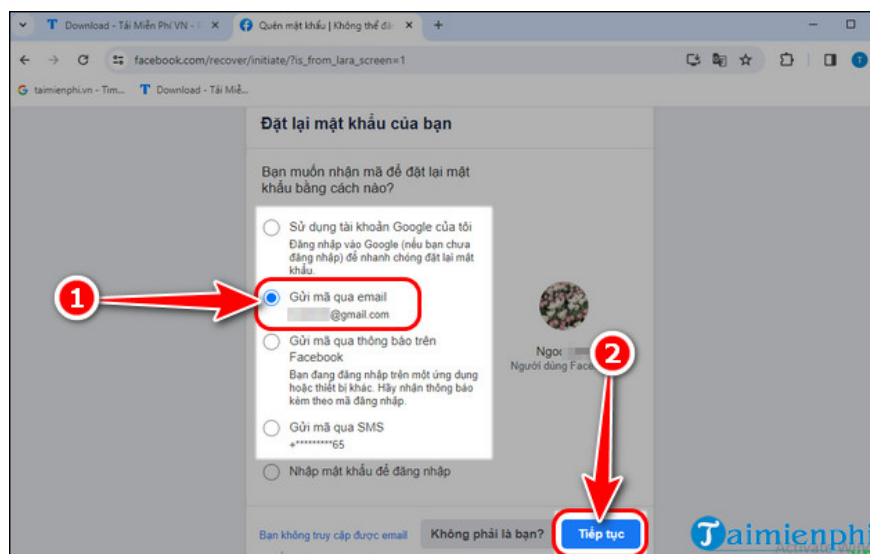 Download - Tải Miễn Phí VN -
Quên mật khẩu | Không thể
facebook.com/recover/initiate/?is_from_lara_screen=1
taimienphi.vn - Tim...
Download - Tải Miễ...
Đặt lại mật khẩu của bạn
Bạn muốn nhận mã để đặt lại mật
khẩu bằng cách nào?
Sử dụng tài khoản Google của tôi
Đăng nhập vào Google (nếu bạn chưa
đăng nhập) để nhanh chóng đặt lại mật
khẩu.
1
Gửi mã qua email
@gmail.com
Gửi mã qua thông báo trên
Facebook
Bạn đang đăng nhập trên một ứng dụng
hoặc thiết bị khác. Hãy nhận thông báo
kèm theo mã đăng nhập.
Ngọc
2
Người dùng
Gửi mã qua SMS
+*********65
Nhập mật khẩu để đăng nhập
Bạn không truy cập được email
Không phải là bạn?
Tiếp tục
Taimienphi